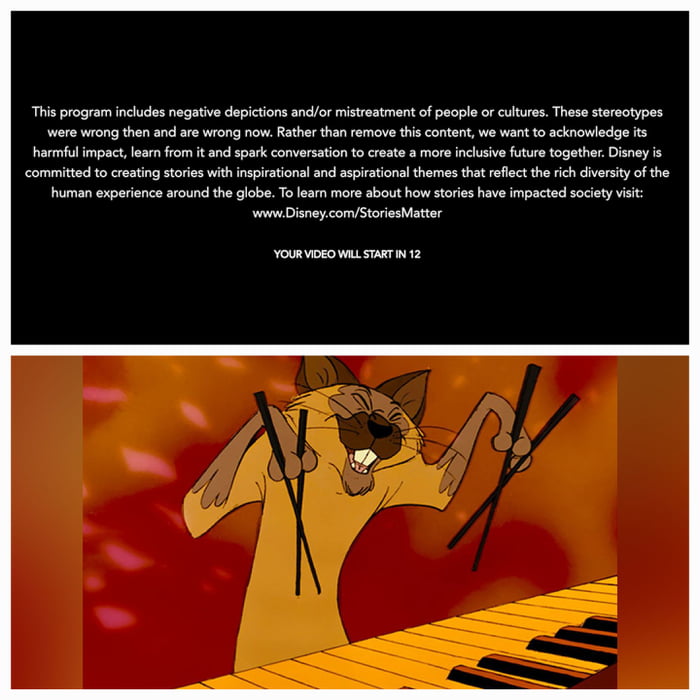 This program includes negative depictions and/or mistreatment of people or cultures. These stereotypes
were wrong then and are wrong now. Rather than remove this content, we want to acknowledge its
harmful impact, learn from it and spark conversation to create a more inclusive future together. Disney is
committed to creating stories with inspirational and aspirational themes that reflect the rich diversity of the
human experience around the globe. To learn more about how stories have impacted society visit:
www.Disney.com/StoriesMatter
YOUR VIDEO WILL START IN 12